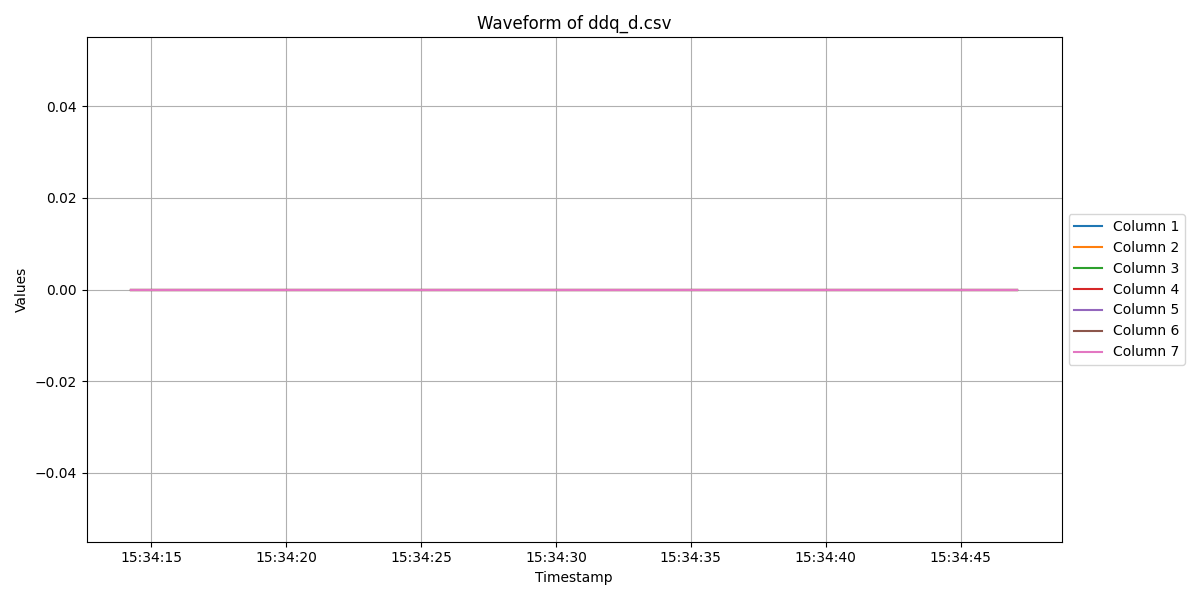 Waveform of ddq_d.csv
Values
0.04
0.02
0.00
−0.02
−0.04
15:34:15 15:34:20 15:34:25 15:34:30 15:34:35 15:34:40 15:34:45
Timestamp
Column 1
Column 2
Column 3
Column 4
Column 5
Column 6
Column 7